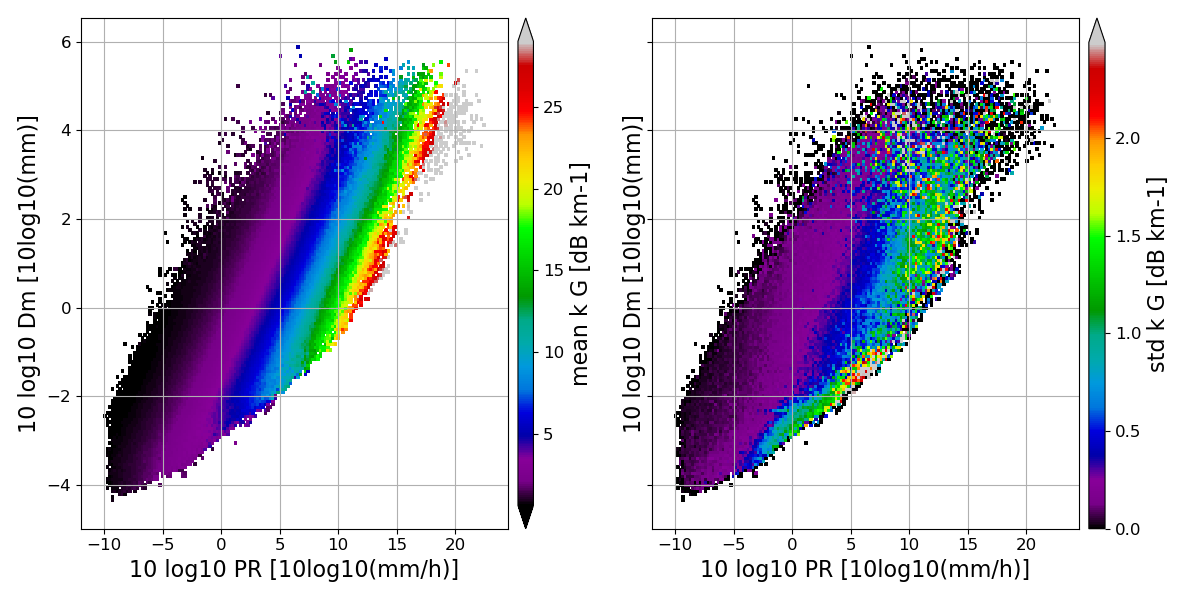 6
4
2
0
−2
−4
10 log10 Dm [10log10(mm)]
−10 −5 0 5 10 15 20
10 log10 PR [10log10(mm/h)]
25
20
15
10
5
mean k G [dB km-1]
10 log10 Dm [10log10(mm)]
−10 −5 0 5 10 15 20
10 log10 PR [10log10(mm/h)]
2.0
1.5
1.0
0.5
0.0
std k G [dB km-1]